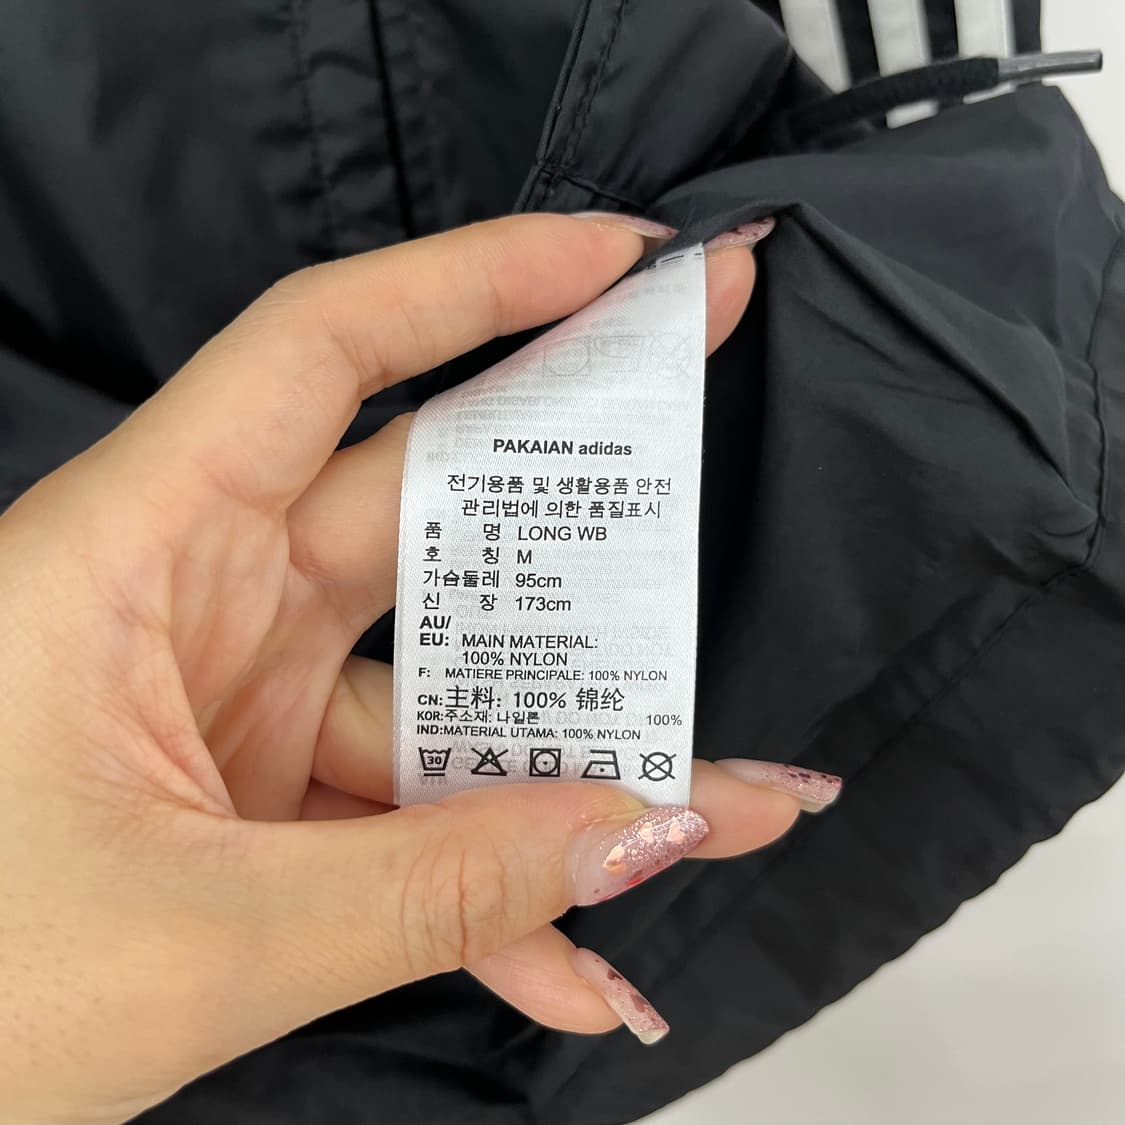 PAKAIAN adidas
전기용품 및 생활용품 안전
관리법에 의한 품질표시
품 명 LONG WB
호 칭 M
가슴둘레 95cm
신 장 173cm
AU/
EU: MAIN MATERIAL:
100% NYLON
F: MATIERE PRINCIPALE: 100% NYLON
CN:主料: 100% 锦纶
KOR:주소재: 나일론 100%
IND:MATERIAL UTAMA: 100% NYLON
30